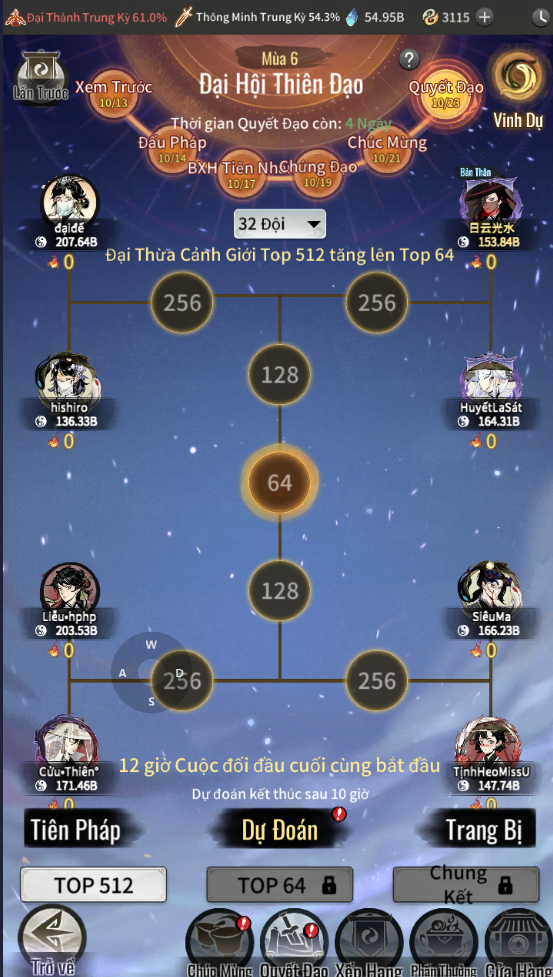 Đại Thành Trung Kỳ 61.0%
Thông Minh Trung Kỳ 54.3%
54.95B
3115
Mùa 6
?
Đại Hội Thiên Đạo
Lần Trước
Xem Trước
10/13
Quyết Đạo
10/23
Vinh Dự
Thời gian Quyết Đạo còn: 4 Ngày
Đấu Pháp
10/14
Chúc Mừng
10/21
BXH Tiên Nh
10/17
Chứng Đạo
10/19
Bản Thân
32 Đội
đạiđế
207.64B
0
日云光水
153.84B
0
Đại Thừa Cảnh Giới Top 512 tăng lên Top 64
256
256
128
hishiro
136.33B
0
HuyếtLaSát
164.31B
0
64
128
Liễu•hphp
203.53B
0
SiêuMa
166.23B
0
W
A
D
S
256
256
Cửu•Thiên°
171.46B
0
TịnhHeoMissU
147.74B
0
12 giờ Cuộc đối đầu cuối cùng bắt đầu
Dự đoán kết thúc sau 10 giờ
Tiên Pháp
Dự Đoán
Trang Bị
TOP 512
TOP 64
Chung Kết
Trở về
Chúc Mừng
Quyết Đạo
Xếp Hạng
Phần Thưởng
Cửa Hàng